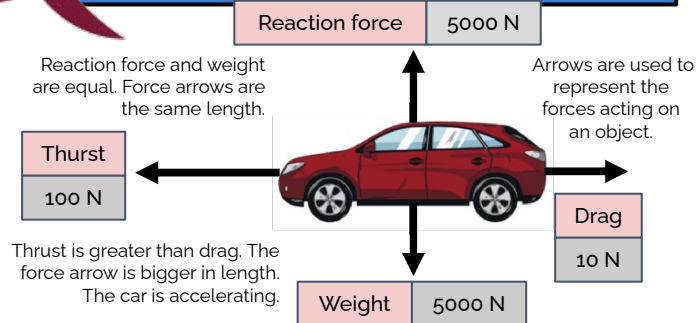 Reaction force 5000 N
Reaction force and weight
are equal. Force arrows are
the same length.
Arrows are used to
represent the
forces acting on
an object.
Thurst
100 N
Drag
10 N
Thrust is greater than drag. The
force arrow is bigger in length.
The car is accelerating.
Weight 5000 N